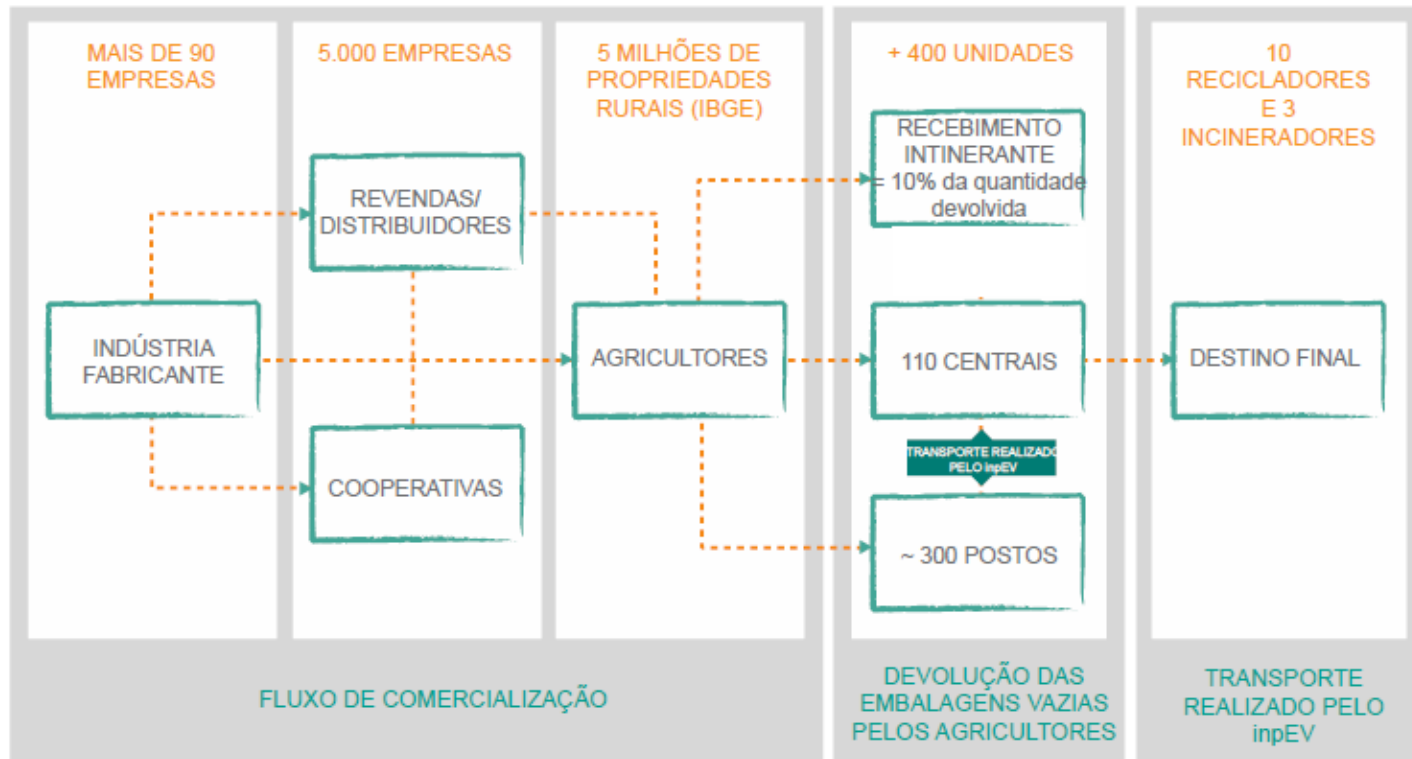 MAIS DE 90
EMPRESAS
5.000 EMPRESAS
5 MILHÕES DE
PROPRIEDADES
RURAIS (IBGE)
+ 400 UNIDADES
10
RECICLADORES
E 3
INCINERADORES
REVENDAS/
DISTRIBUIDORES
RECEBIMENTO
INTINERANTE
= 10% da quantidade
devolvida
INDÚSTRIA
FABRICANTE
AGRICULTORES
110 CENTRAIS
DESTINO FINAL
COOPERATIVAS
TRANSPORTE REALIZADO
PELO inpEV
~ 300 POSTOS
FLUXO DE COMERCIALIZAÇÃO
DEVOLUÇÃO DAS
EMBALAGENS VAZIAS
PELOS AGRICULTORES
TRANSPORTE
REALIZADO PELO
inpEV